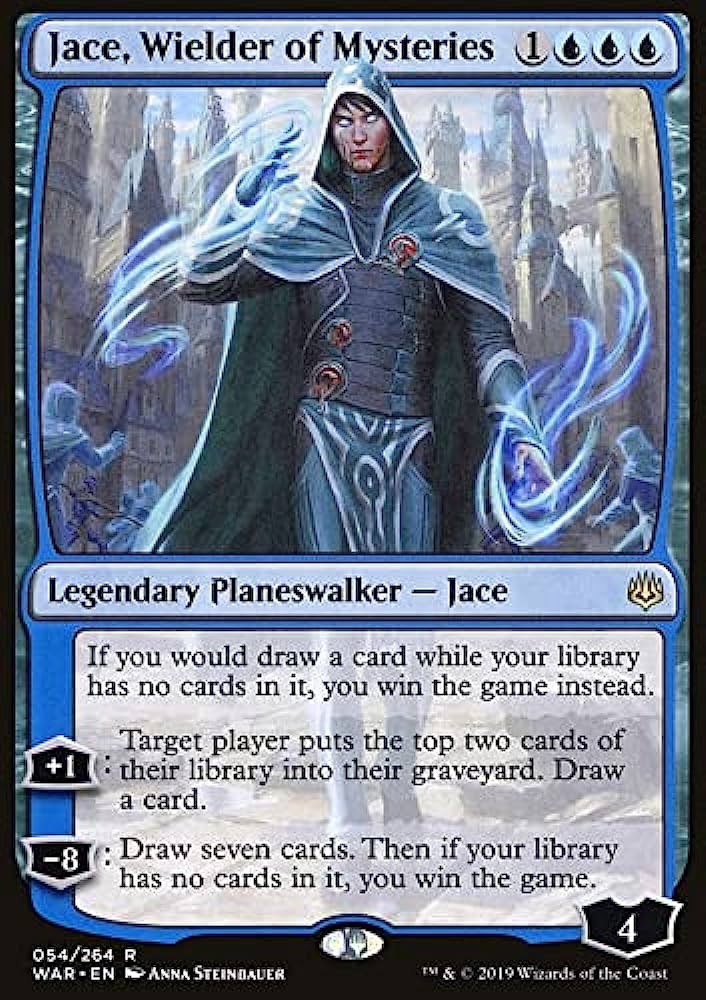 Jace, Wielder of Mysteries 1
Legendary Planeswalker — Jace
If you would draw a card while your library
has no cards in it, you win the game instead.
+1: Target player puts the top two cards of
their library into their graveyard. Draw
a card.
-8: Draw seven cards. Then if your library
has no cards in it, you win the game.
4
054/264 R
WAR • EN Anna Steinbauer
™ & © 2019 Wizards of the Coast